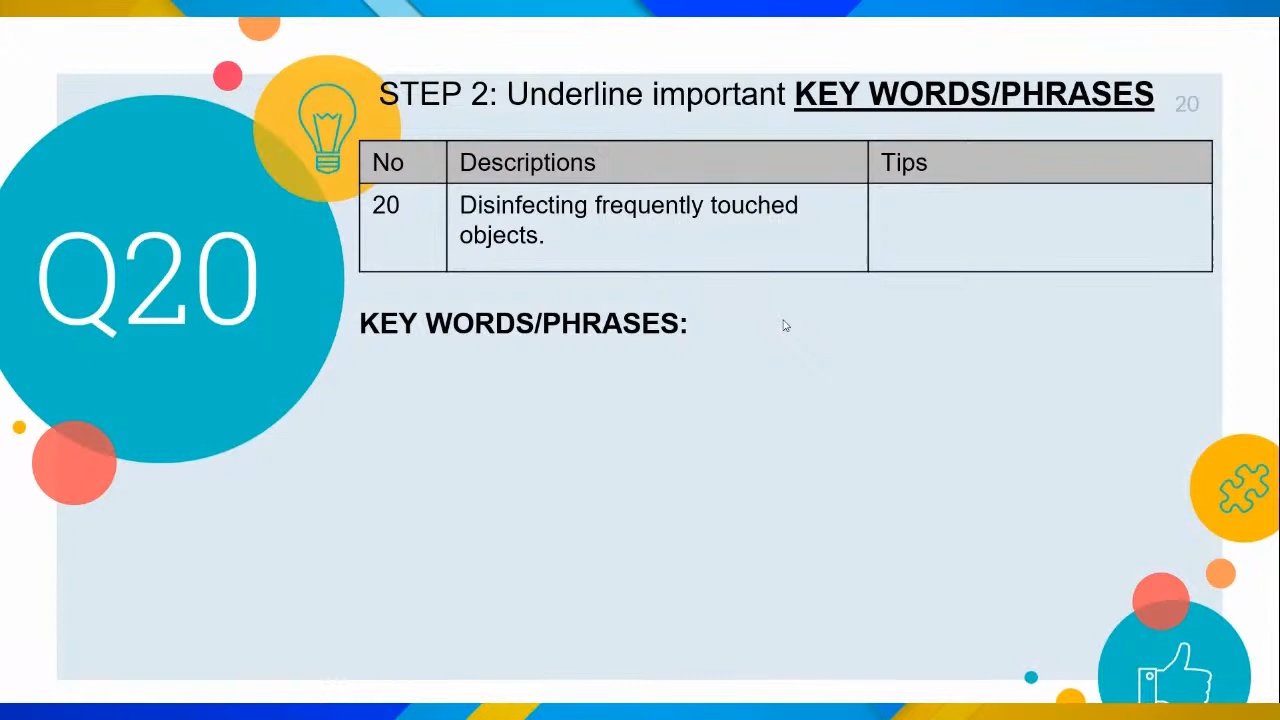 STEP 2: Underline important KEY WORDS/PHRASES
20
Q20
No Descriptions Tips
20 Disinfecting frequently touched
objects.
KEY WORDS/PHRASES: